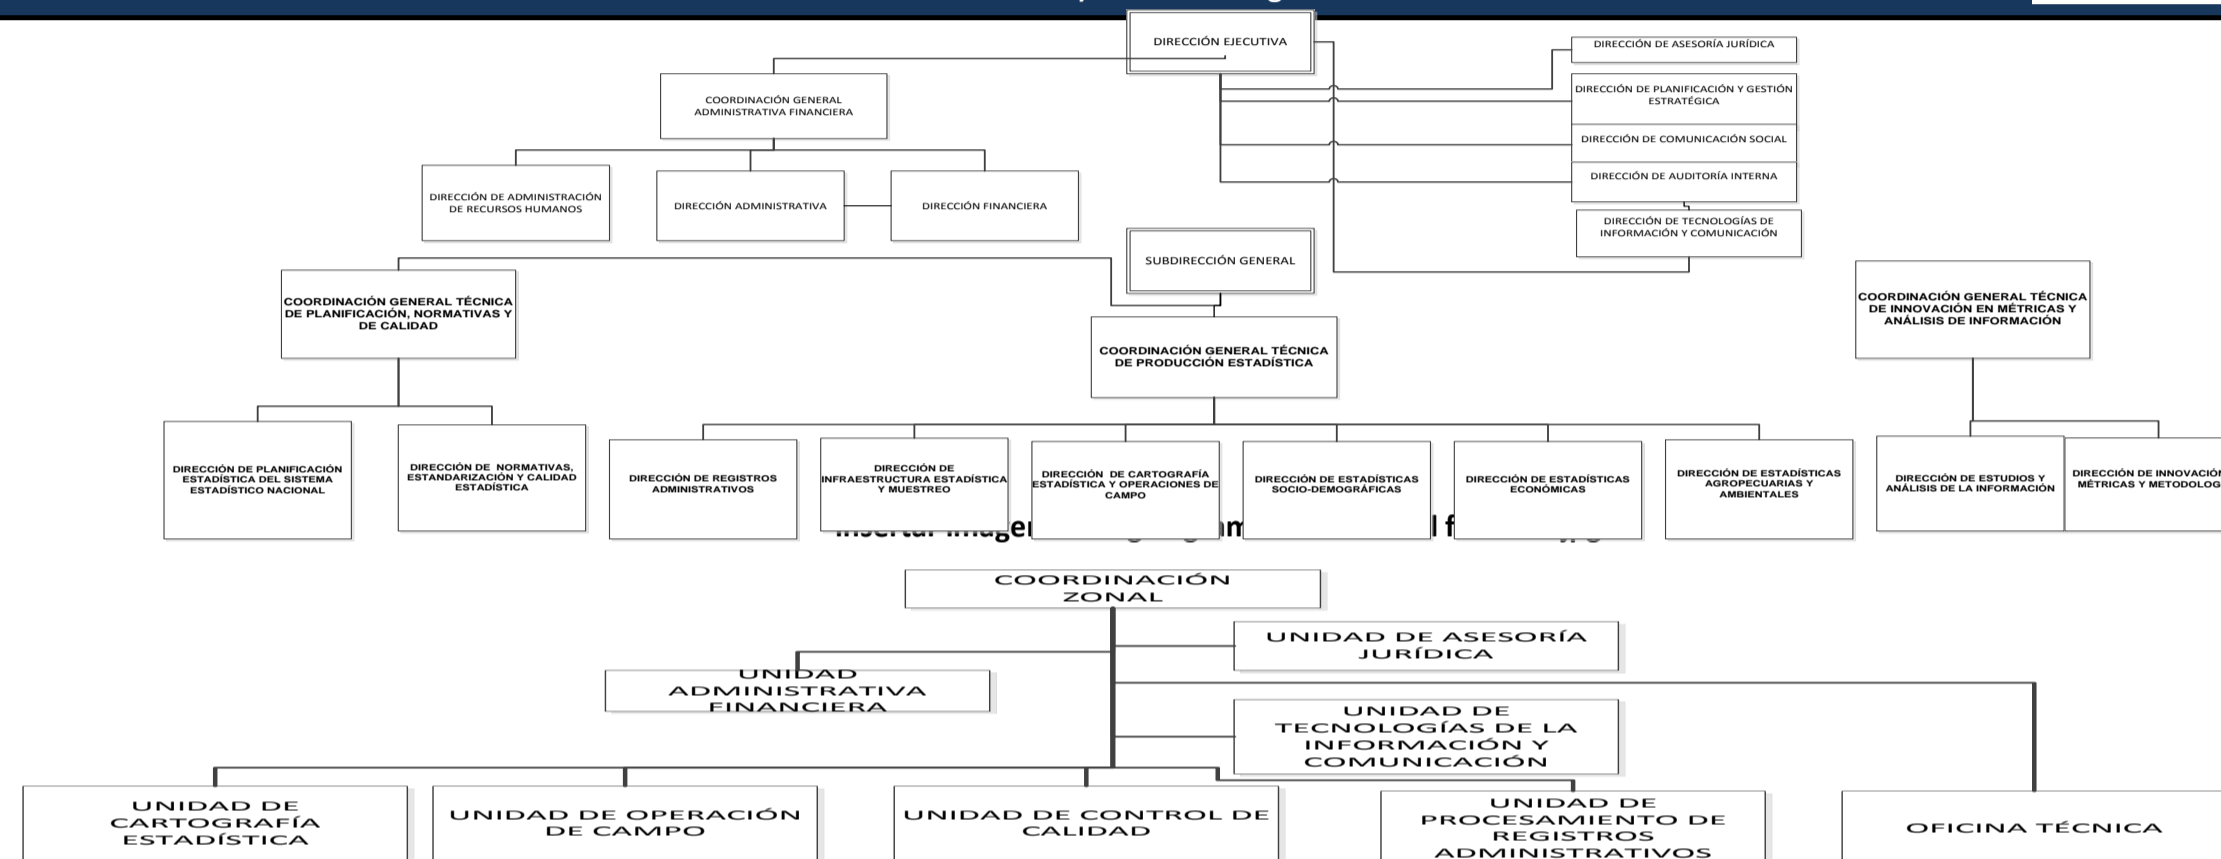 DIRECCIÓN EJECUTIVA
DIRECCIÓN DE ASESORÍA JURÍDICA
COORDINACIÓN GENERAL
ADMINISTRATIVA FINANCIERA
DIRECCIÓN DE PLANIFICACIÓN Y GESTIÓN
ESTRATÉGICA
DIRECCIÓN DE COMUNICACIÓN SOCIAL
DIRECCIÓN DE AUDITORÍA INTERNA
DIRECCIÓN DE ADMINISTRACIÓN
DE RECURSOS HUMANOS
DIRECCIÓN ADMINISTRATIVA
DIRECCIÓN FINANCIERA
DIRECCIÓN DE TECNOLOGÍAS DE
INFORMACIÓN Y COMUNICACIÓN
SUBDIRECCIÓN GENERAL
COORDINACIÓN GENERAL TÉCNICA
DE PLANIFICACIÓN, NORMATIVAS Y
DE CALIDAD
COORDINACIÓN GENERAL TÉCNICA
DE PRODUCCIÓN ESTADÍSTICA
COORDINACIÓN GENERAL TÉCNICA
DE INNOVACIÓN EN MÉTRICAS Y
ANÁLISIS DE INFORMACIÓN
DIRECCIÓN DE PLANIFICACIÓN
ESTADÍSTICA DEL SISTEMA
ESTADÍSTICO NACIONAL
DIRECCIÓN DE NORMATIVAS,
ESTANDARIZACIÓN Y CALIDAD
ESTADÍSTICA
DIRECCIÓN DE REGISTROS
ADMINISTRATIVOS
DIRECCIÓN DE
INFRAESTRUCTURA ESTADÍSTICA
Y MUESTREO
DIRECCIÓN DE CARTOGRAFÍA
ESTADÍSTICA Y OPERACIONES DE
CAMPO
DIRECCIÓN DE ESTADÍSTICAS
SOCIO-DEMOGRÁFICAS
DIRECCIÓN DE ESTADÍSTICAS
ECONÓMICAS
DIRECCIÓN DE ESTADÍSTICAS
AGROPECUARIAS Y
AMBIENTALES
DIRECCIÓN DE ESTUDIOS Y
ANÁLISIS DE LA INFORMACIÓN
DIRECCIÓN DE INNOVACIÓN
MÉTRICAS Y METODOLOG
COORDINACIÓN
ZONAL
UNIDAD DE ASESORÍA
JURÍDICA
UNIDAD
ADMINISTRATIVA
FINANCIERA
UNIDAD DE
TECNOLOGÍAS DE LA
INFORMACIÓN Y
COMUNICACIÓN
UNIDAD DE
CARTOGRAFÍA
ESTADÍSTICA
UNIDAD DE OPERACIÓN
DE CAMPO
UNIDAD DE CONTROL DE
CALIDAD
UNIDAD DE
PROCESAMIENTO DE
REGISTROS
ADMINISTRATIVOS
OFICINA TÉCNICA